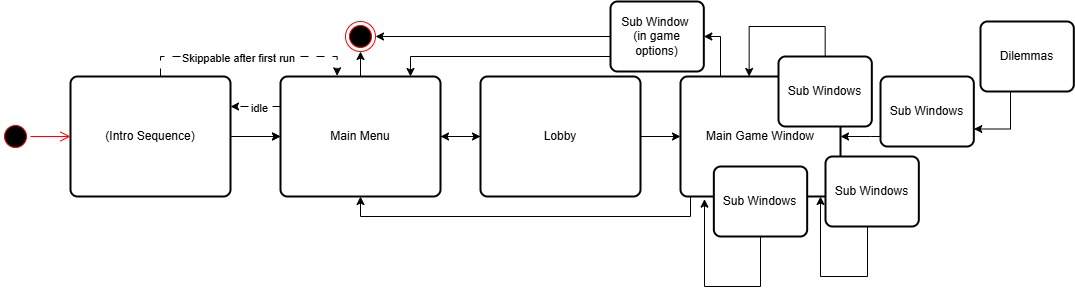 Sub Window
(in game
options)
Dilemmas
Skippable after first run
Sub Windows
idle
Sub Windows
(Intro Sequence)
Main Menu
Lobby
Main Game Window
Sub Windows
Sub Windows